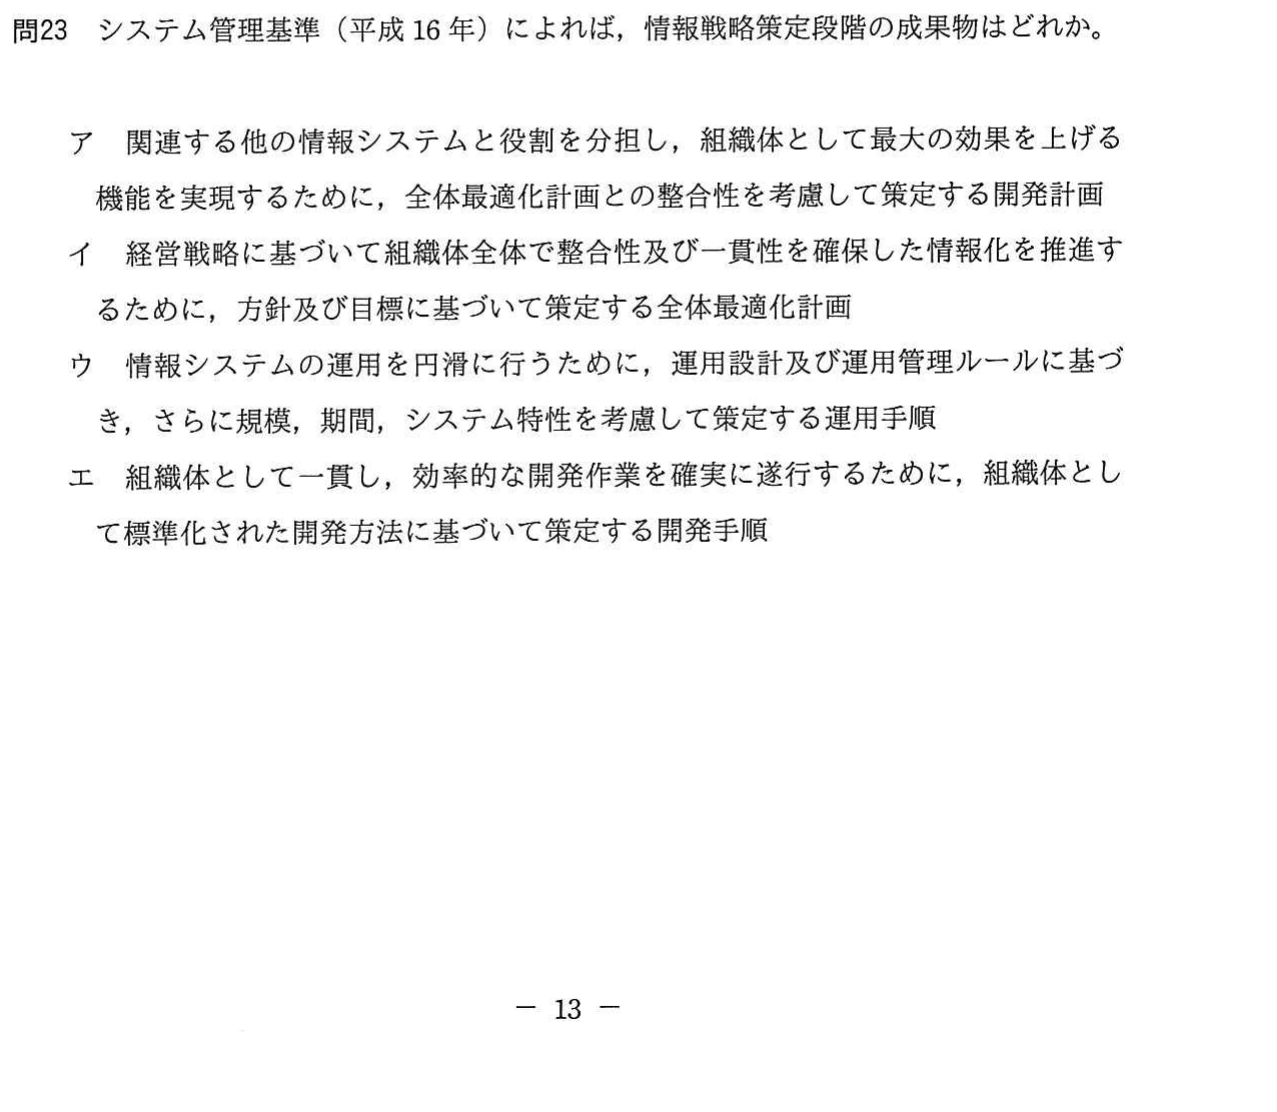 問23 システム管理基準（平成 16 年）によれば，情報戦略策定段階の成果物はどれか。
ア 関連する他の情報システムと役割を分担し，組織体として最大の効果を上げる
機能を実現するために，全体最適化計画との整合性を考慮して策定する開発計画
イ 経営戦略に基づいて組織体全体で整合性及び一貫性を確保した情報化を推進す
るために，方針及び目標に基づいて策定する全体最適化計画
ウ 情報システムの運用を円滑に行うために，運用設計及び運用管理ルールに基づ
き，さらに規模，期間，システム特性を考慮して策定する運用手順
エ 組織体として一貫し，効率的な開発作業を確実に遂行するために，組織体とし
て標準化された開発方法に基づいて策定する開発手順
－ 13 －